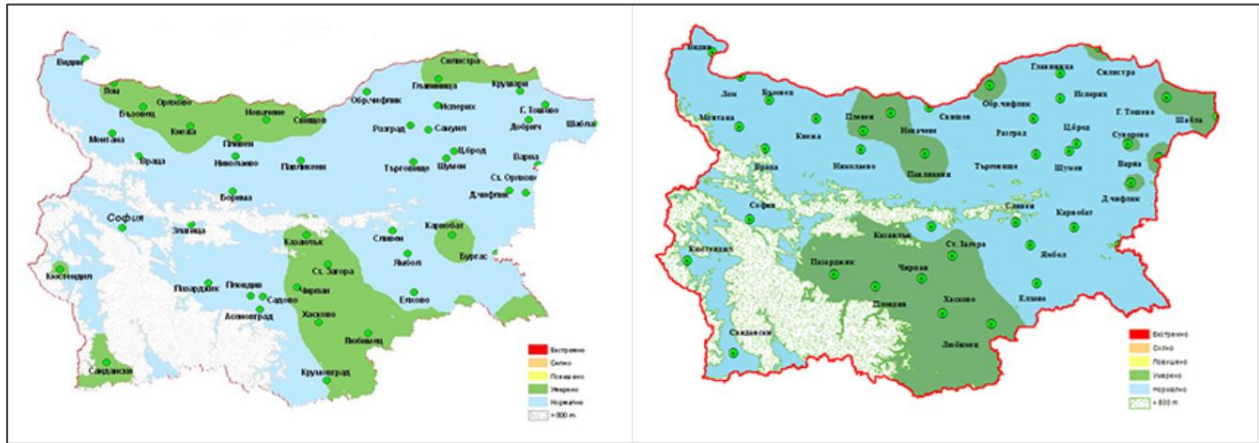 Видин
Лом
Силистра
Главиница
Крушари
Орляхово
Бъзовец
Кнежа
Новачене
Свищов
Обр.чифлик
Исперих
Г. Тошево
Монтана
Плевен
Разград
Самуил
Добрич
Шабла
Враца
Николаево
Павликени
Ц.брод
Търговище
Шумен
Варна
Ст. Оряхово
Д.чифлик
София
Златица
Казанлък
Сливен
Карнобат
Бургас
Кюстендил
Ст. Загора
Ямбол
Пазарджик
Пловдив
Чирпан
Садово
Елхово
Асеновград
Хасково
Любимец
Сандански
Крумовград
Екстремно
Силно
Повишено
Умерено
Нормално
> 800 m
Видин
Главиница
Силистра
Лом
Бъзовец
Обр.чифлик
Исперих
Г. Тошево
Шабла
Монтана
Кнежа
Плевен
Новачене
Свищов
Разград
Ц.брод
Суворово
Враца
Николаево
Павликени
Търговище
Шумен
Варна
Д.чифлик
София
Сливен
Карнобат
Казанлък
Ст. Загора
Ямбол
Кюстендил
Пазарджик
Чирпан
Пловдив
Хасково
Елхово
Сандански
Любимец
Екстремно
Силно
Повишено
Умерено
Нормално
> 800 m